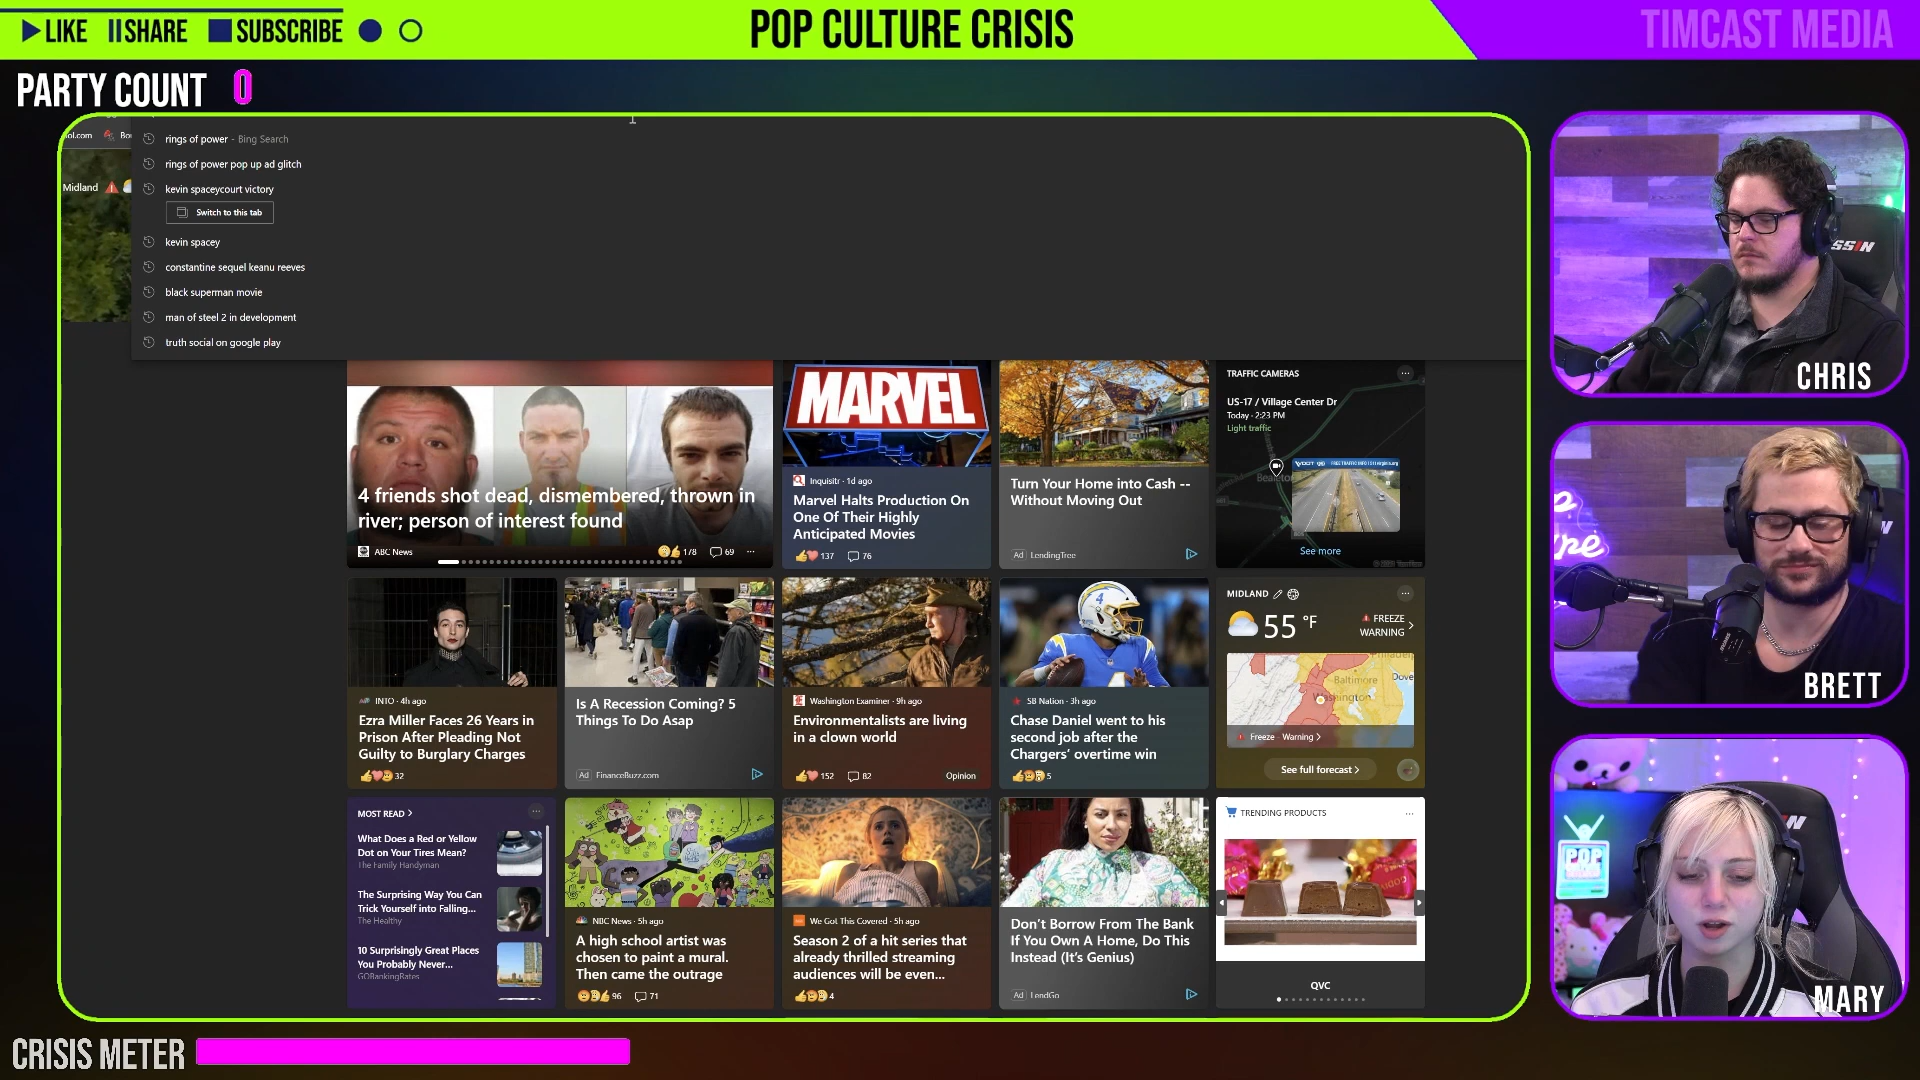 LIKE SHARE SUBSCRIBE
POP CULTURE CRISIS
TIMCAST MEDIA
PARTY COUNT 0
ool.com
rings of power - Bing Search
rings of power pop up ad glitch
Midland
kevin spaceycourt victory
Switch to this tab
kevin spacey
constantine sequel keanu reeves
black superman movie
man of steel 2 in development
truth social on google play
4 friends shot dead, dismembered, thrown in
river; person of interest found
ABC News
178 69
MARVEL
Inquisitr · 1d ago
Marvel Halts Production On
One Of Their Highly
Anticipated Movies
137 76
Turn Your Home into Cash --
Without Moving Out
Ad LendingTree
TRAFFIC CAMERAS
US-17 / Village Center Dr
Today · 2:23 PM
Light traffic
See more
INTO · 4h ago
Ezra Miller Faces 26 Years in
Prison After Pleading Not
Guilty to Burglary Charges
32
Is A Recession Coming? 5
Things To Do Asap
Ad FinanceBuzz.com
Washington Examiner · 9h ago
Environmentalists are living
in a clown world
152 82 Opinion
4
SB Nation · 3h ago
Chase Daniel went to his
second job after the
Chargers' overtime win
5
MIDLAND
55 °F
FREEZE
WARNING
Baltimore
Dove
Washington
Freeze - Warning
See full forecast
MOST READ
What Does a Red or Yellow
Dot on Your Tires Mean?
The Family Handyman
The Surprising Way You Can
Trick Yourself into Falling...
The Healthy
10 Surprisingly Great Places
You Probably Never...
GOBankingRates
NBC News · 5h ago
A high school artist was
chosen to paint a mural.
Then came the outrage
96 71
We Got This Covered · 5h ago
Season 2 of a hit series that
already thrilled streaming
audiences will be even...
4
Don't Borrow From The Bank
If You Own A Home, Do This
Instead (It's Genius)
Ad LendGo
TRENDING PRODUCTS
QVC
CHRIS
BRETT
POP
MARY
CRISIS METER